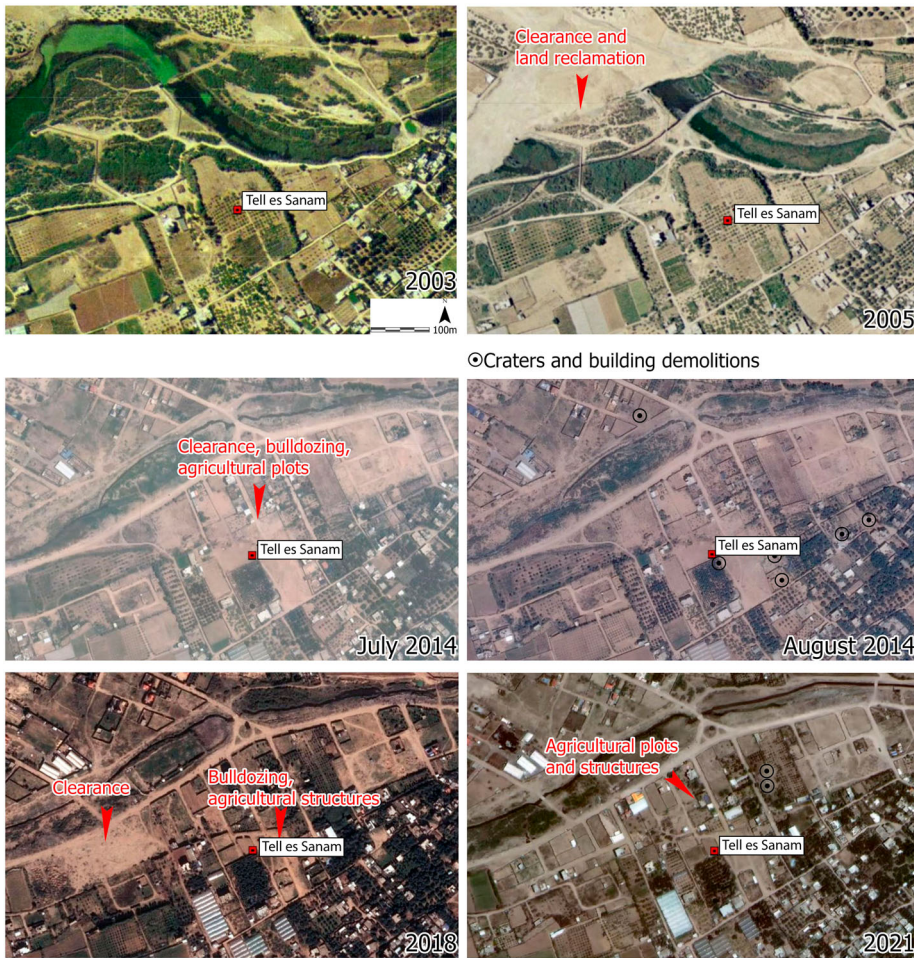 Clearance and
land reclamation
Tell es Sanam
Tell es Sanam
2003
N
100m
2005
Craters and building demolitions
Clearance, bulldozing,
agricultural plots
Tell es Sanam
Tell es Sanam
July 2014
August 2014
Clearance
Bulldozing,
agricultural structures
Agricultural plots
and structures
Tell es Sanam
Tell es Sanam
2018
2021